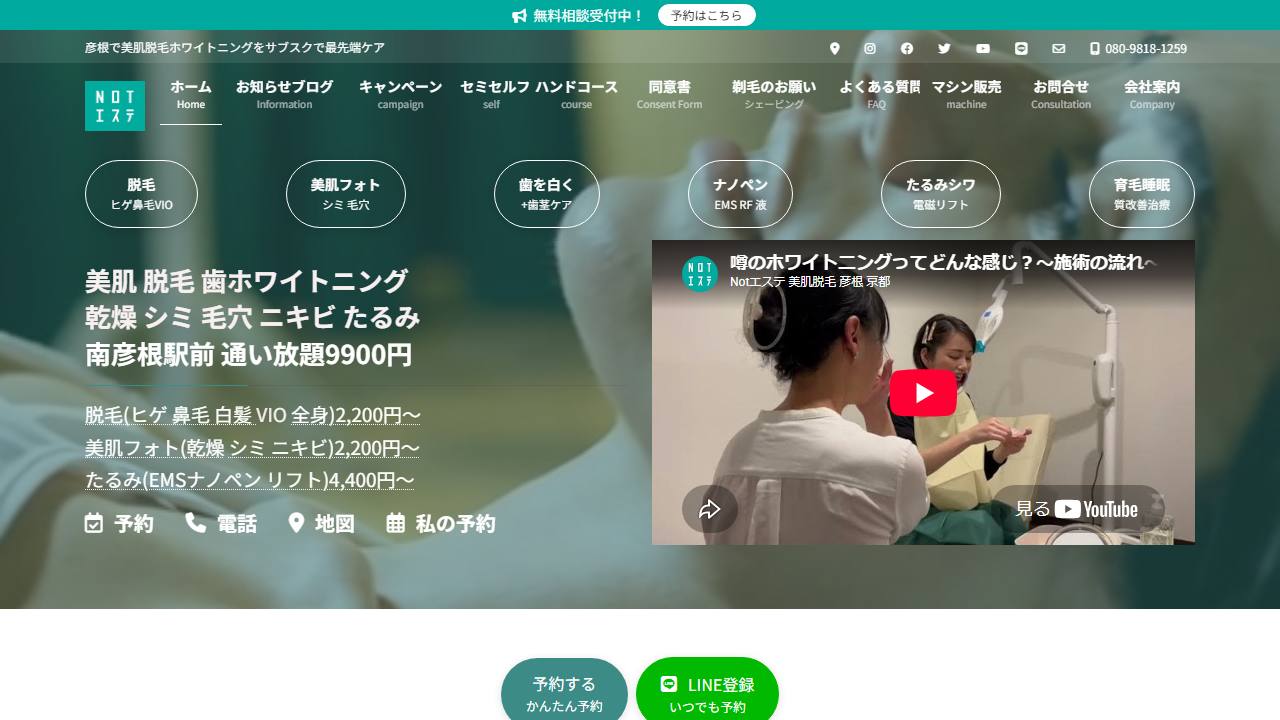 無料相談受付中！ 予約はこちら
彦根で美肌脱毛ホワイトニングをサブスクで最先端ケア 080-9818-1259
NOT
エステ
ホーム お知らせブログ キャンペーン セミセルフ ハンドコース 同意書 剃毛のお願い よくある質問 マシン販売 お問合せ 会社案内
Home Information campaign self course Consent Form シェービング FAQ machine Consultation Company
脱毛 美肌フォト 歯を白く ナノペン たるみシワ 育毛睡眠
ヒゲ鼻毛VIO シミ 毛穴 +歯茎ケア EMS RF 液 電磁リフト 質改善治療
美肌 脱毛 歯ホワイトニング
乾燥 シミ 毛穴 ニキビ たるみ
南彦根駅前 通い放題9900円
脱毛(ヒゲ 鼻毛 白髪 VIO 全身)2,200円〜
美肌フォト(乾燥 シミ ニキビ)2,200円〜
たるみ(EMSナノペン リフト)4,400円〜
予約 電話 地図 私の予約
NOT
エステ
噂のホワイトニングってどんな感じ？〜施術の流れ〜
Notエステ 美肌脱毛 彦根 京都
見る YouTube
予約する
かんたん予約
LINE登録
いつでも予約